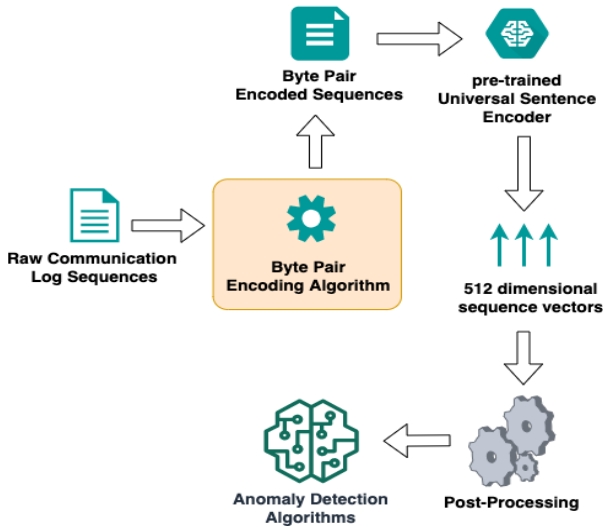 Raw Communication
Log Sequences
Byte Pair
Encoding Algorithm
Byte Pair
Encoded Sequences
pre-trained
Universal Sentence
Encoder
512 dimensional
sequence vectors
Post-Processing
Anomaly Detection
Algorithms